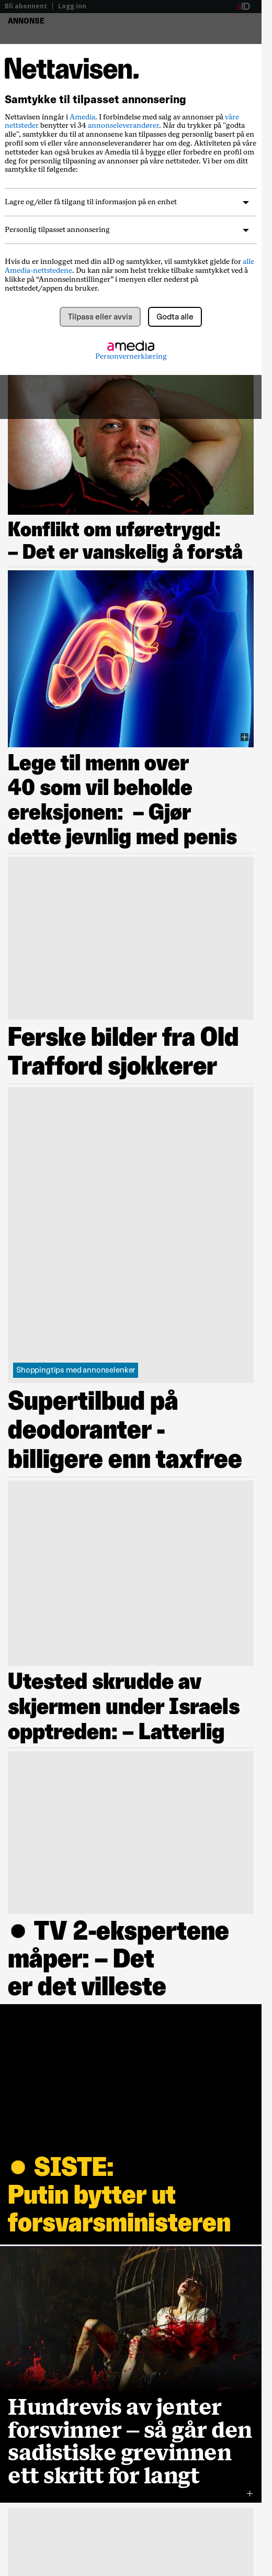 Bli abonnent | Logg inn
aID
ANNONSE
Nettavisen.
Samtykke til tilpasset annonsering
Nettavisen inngår i Amedia. I forbindelse med salg av annonser på våre
nettsteder benytter vi 34 annonseleverandører. Når du trykker på "godta
alle", samtykker du til at annonsene kan tilpasses deg personlig basert på en
profil som vi eller våre annonseleverandører har om deg. Aktiviteten på våre
nettsteder kan også brukes av Amedia til å bygge eller forbedre en profil om
deg for personlig tilpasning av annonser på våre nettsteder. Vi ber om ditt
samtykke til følgende:
Lagre og/eller få tilgang til informasjon på en enhet
Personlig tilpasset annonsering
Hvis du er innlogget med din aID og samtykker, vil samtykket gjelde for alle
Amedia-nettstedene. Du kan når som helst trekke tilbake samtykket ved å
klikke på “Annonseinnstillinger” i menyen eller nederst på
nettstedet/appen du bruker.
Tilpass eller avvis
Godta alle
amedia
Personvernerklæring
Konflikt om uføretrygd:
– Det er vanskelig å forstå
Lege til menn over
40 som vil beholde
ereksjonen: – Gjør
dette jevnlig med penis
Ferske bilder fra Old
Trafford sjokkerer
Shoppingtips med annonselenker
Supertilbud på
deodoranter -
billigere enn taxfree
Utested skrudde av
skjermen under Israels
opptreden: – Latterlig
● TV 2-ekspertene
måper: – Det
er det villeste
● SISTE:
Putin bytter ut
forsvarsministeren
Hundrevis av jenter
forsvinner – så går den
sadistiske grevinnen
ett skritt for langt